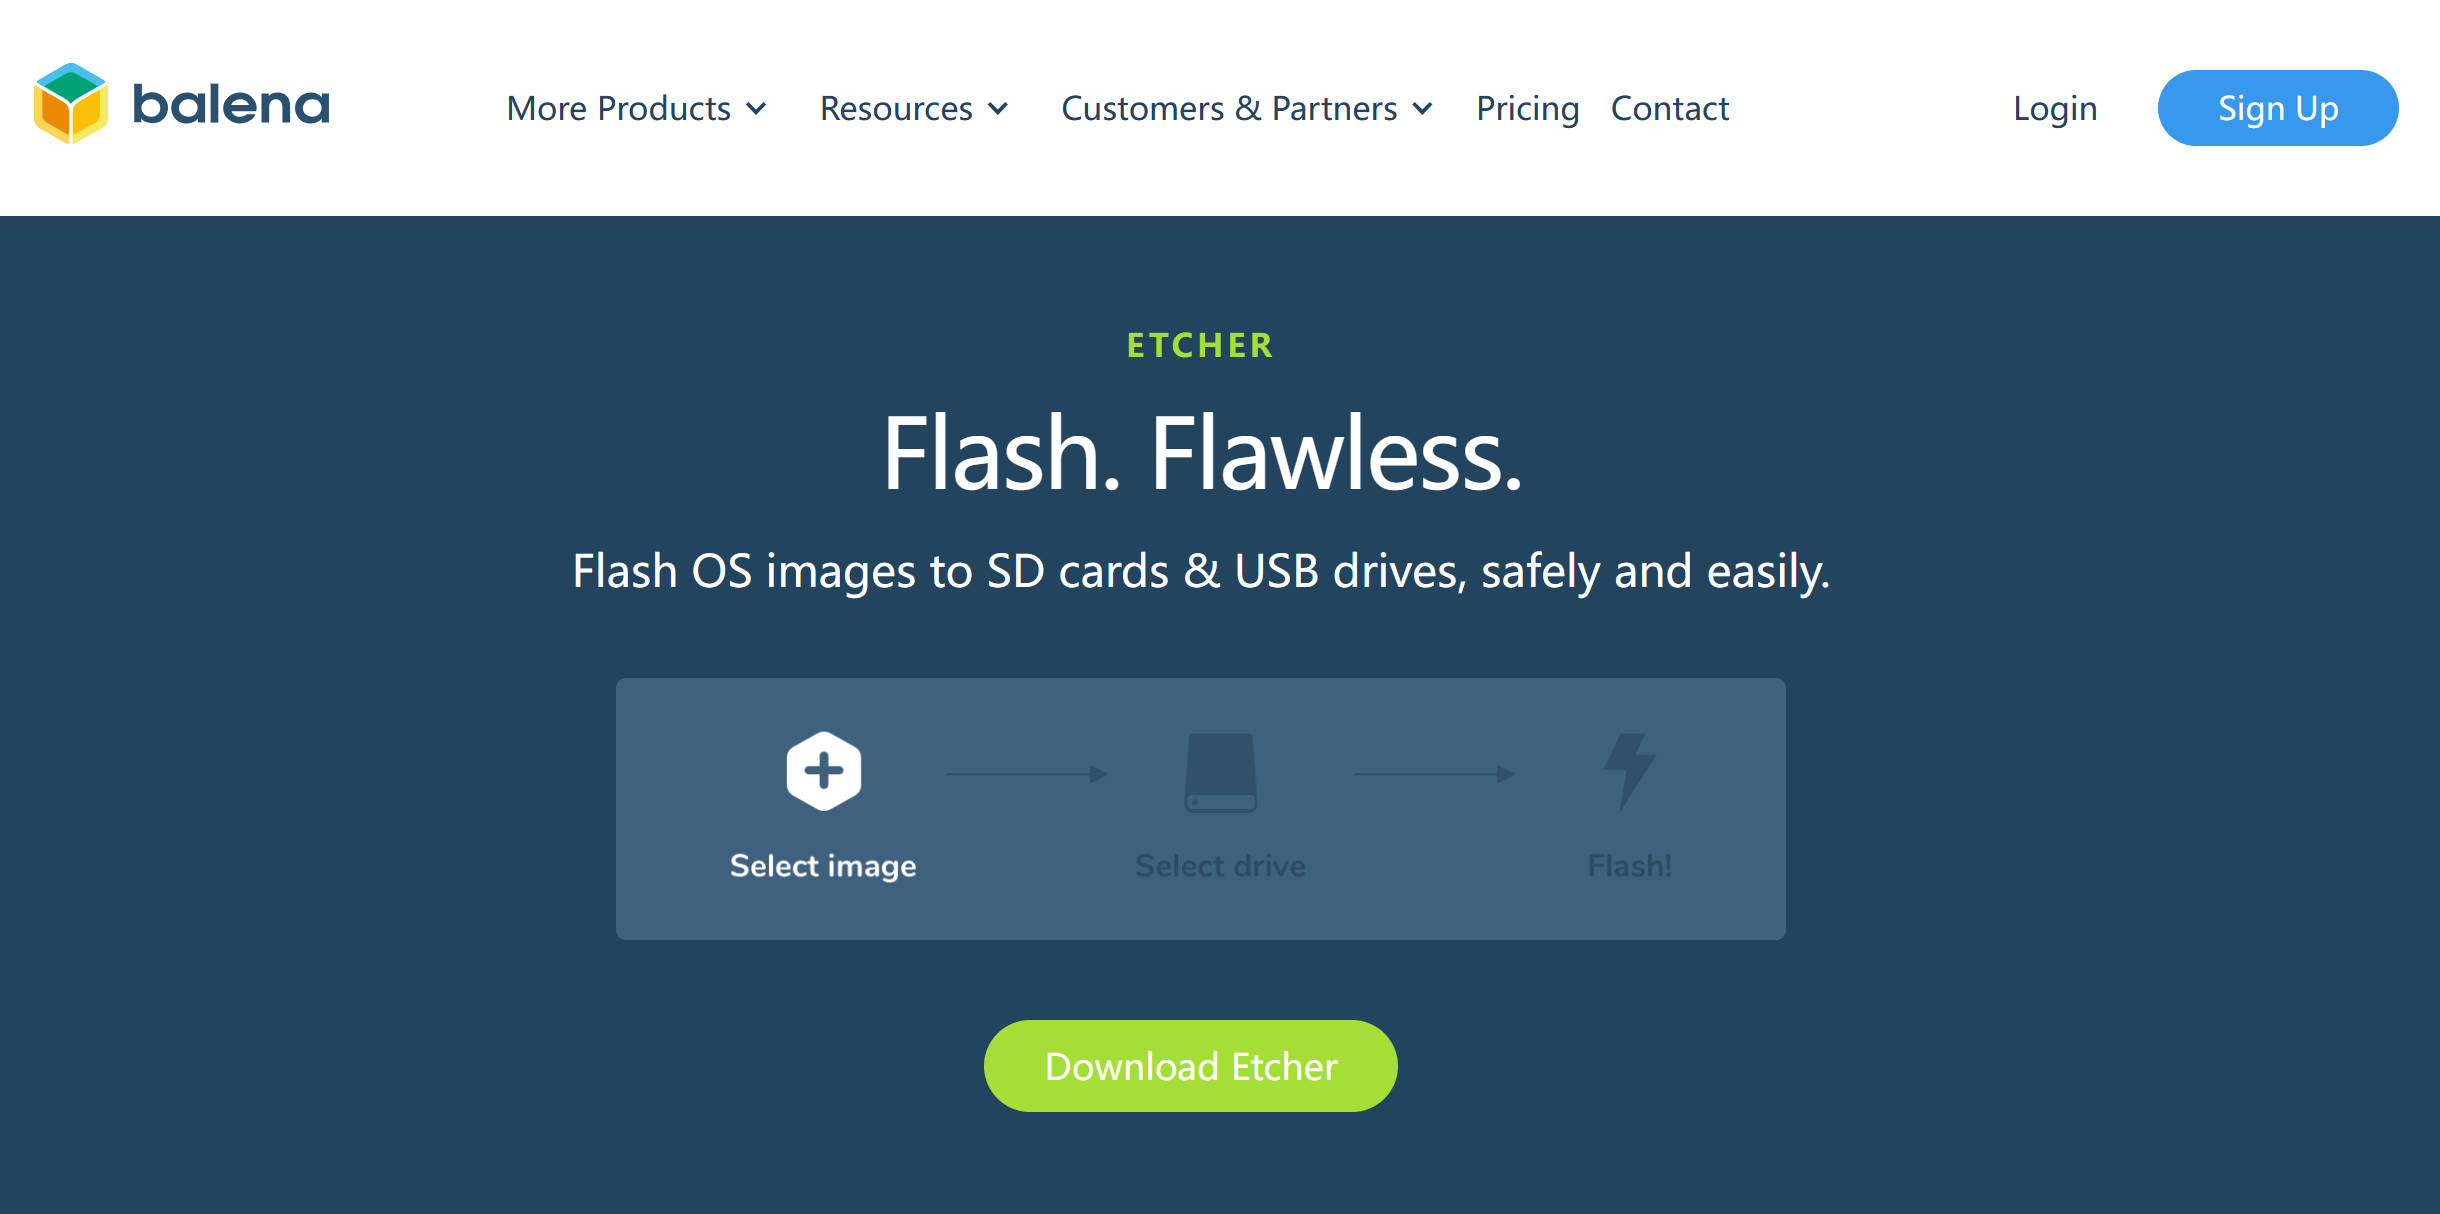 balena
More Products
Resources
Customers & Partners
Pricing
Contact
Login
Sign Up
ETCHER
Flash. Flawless.
Flash OS images to SD cards & USB drives, safely and easily.
Select image
Select drive
Flash!
Download Etcher